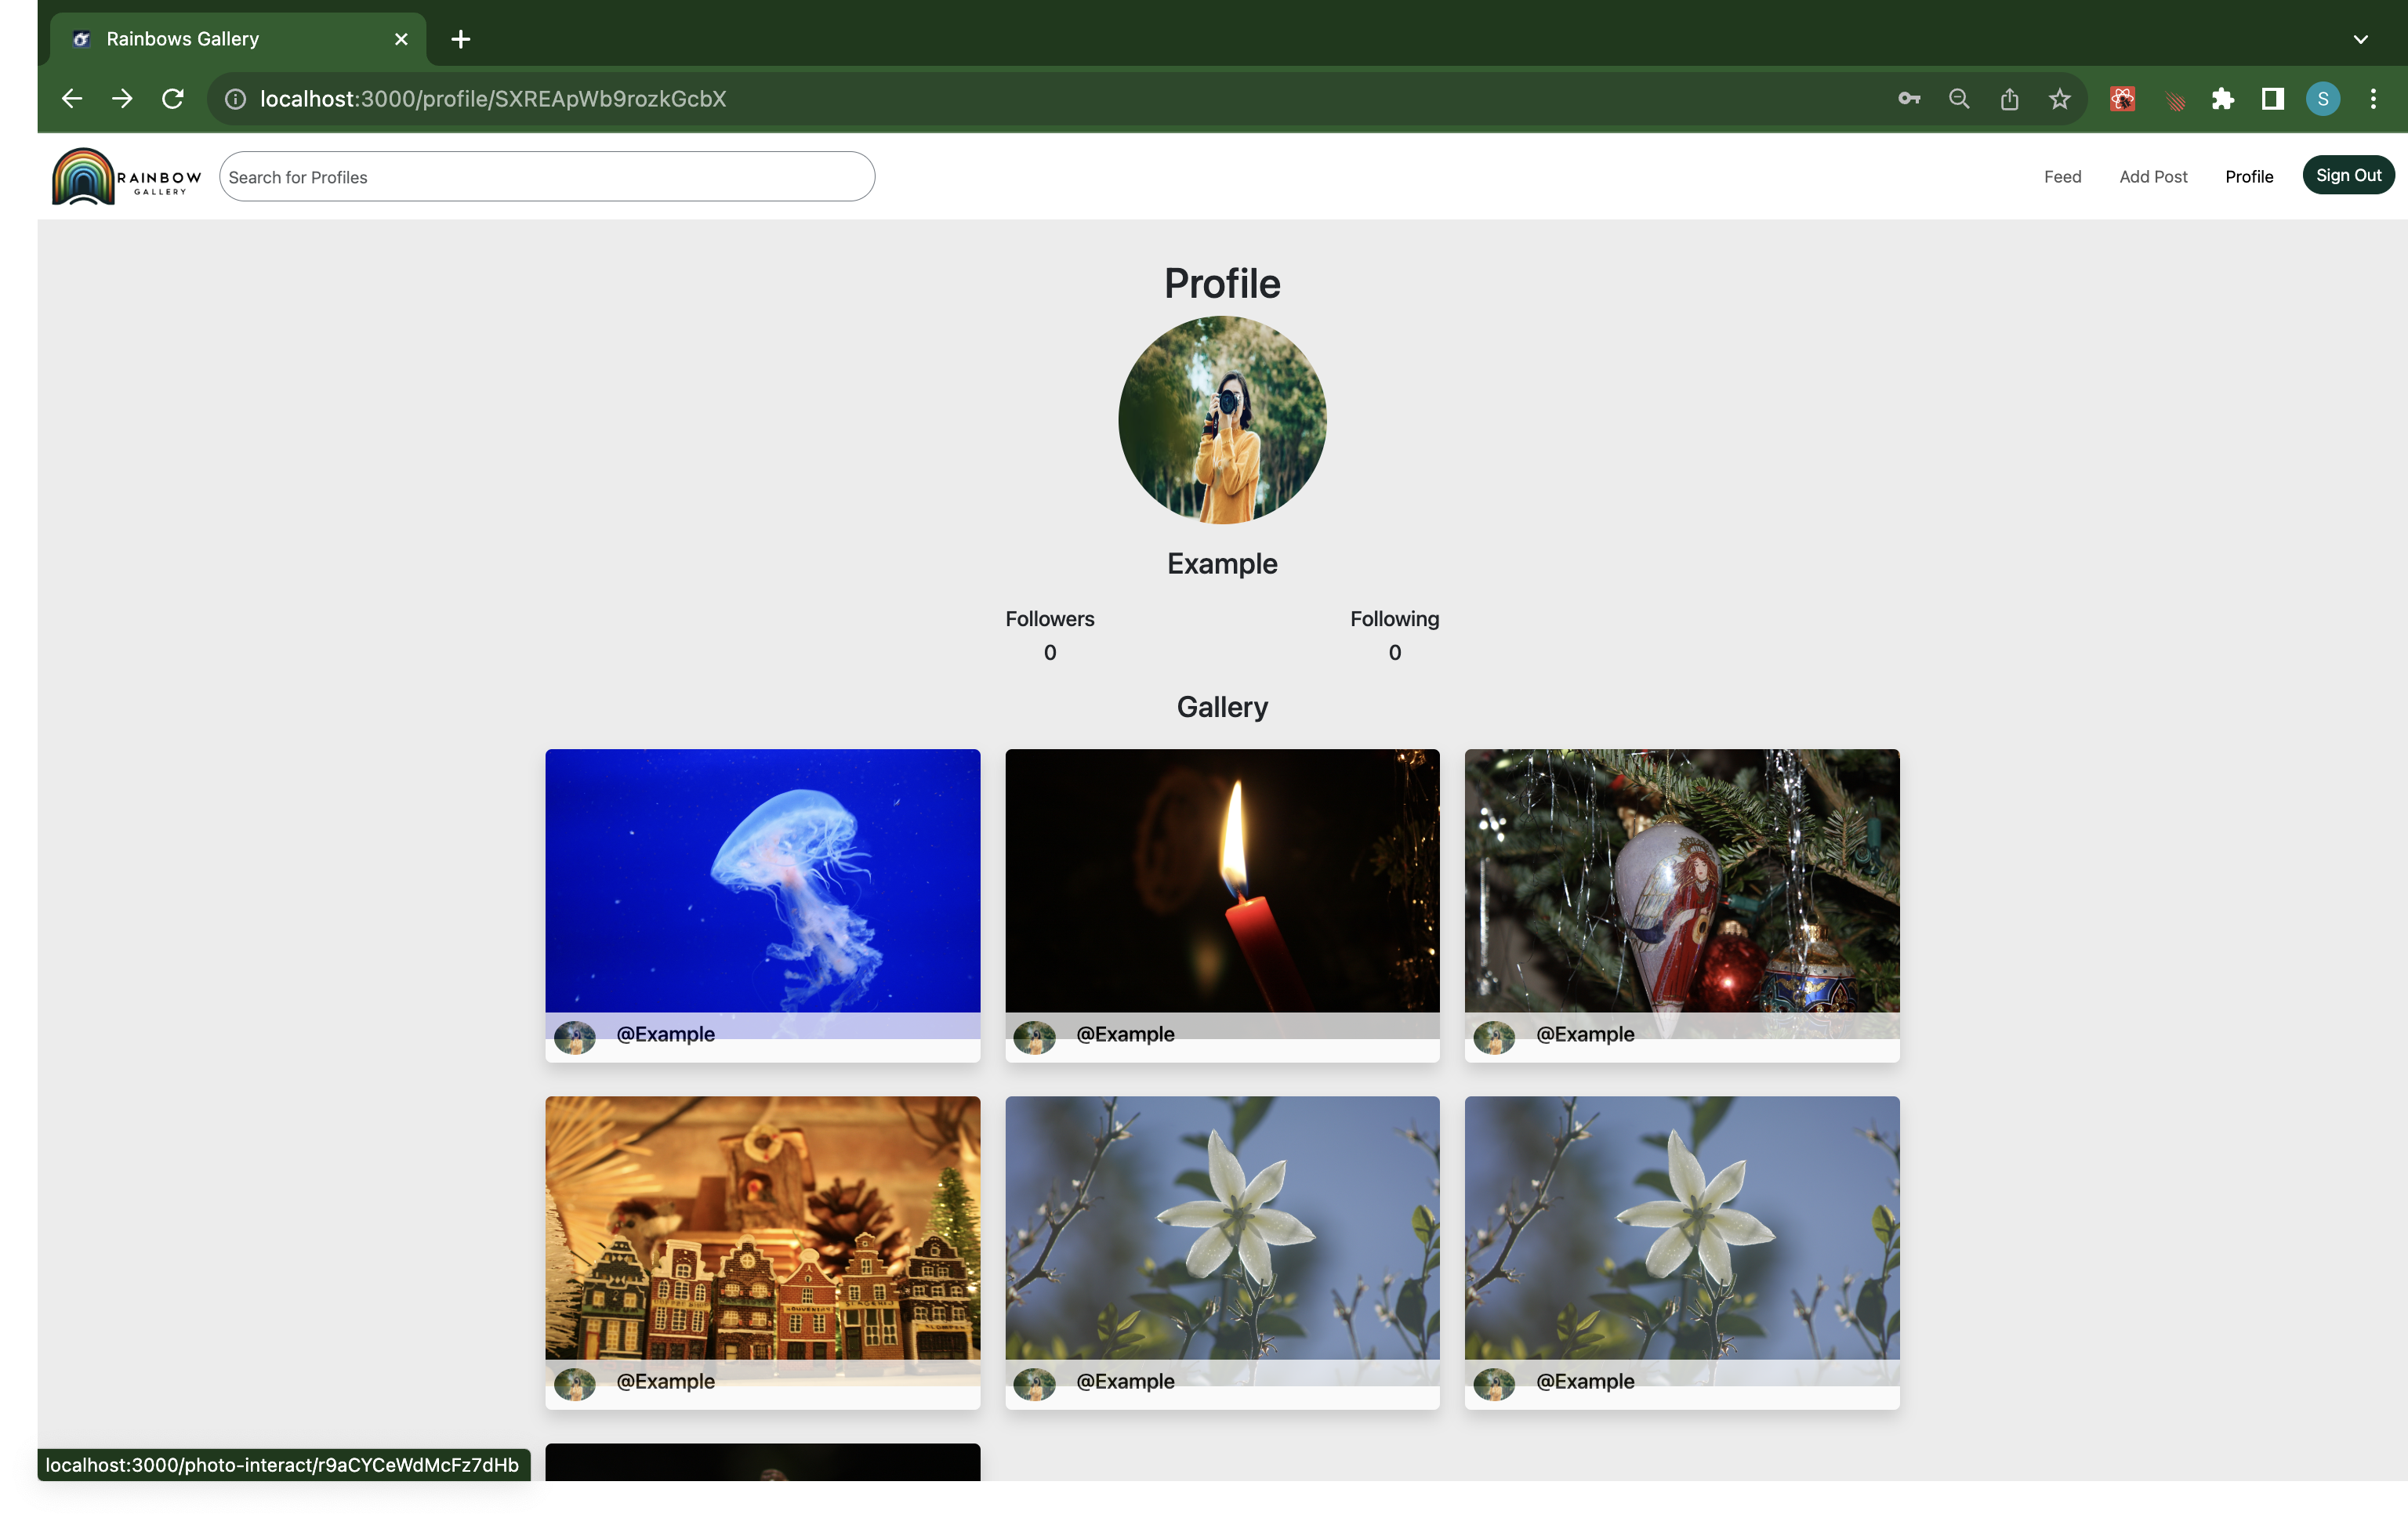 Rainbows Gallery
localhost:3000/profile/SXREApWb9rozkGcbX
S
RAINBOW
GALLERY
Search for Profiles
Feed
Add Post
Profile
Sign Out
Profile
Example
Followers
Following
0
0
Gallery
@Example
@Example
@Example
SOUVENIRS
@Example
@Example
@Example
localhost:3000/photo-interact/r9aCYCeWdMcFz7dHb